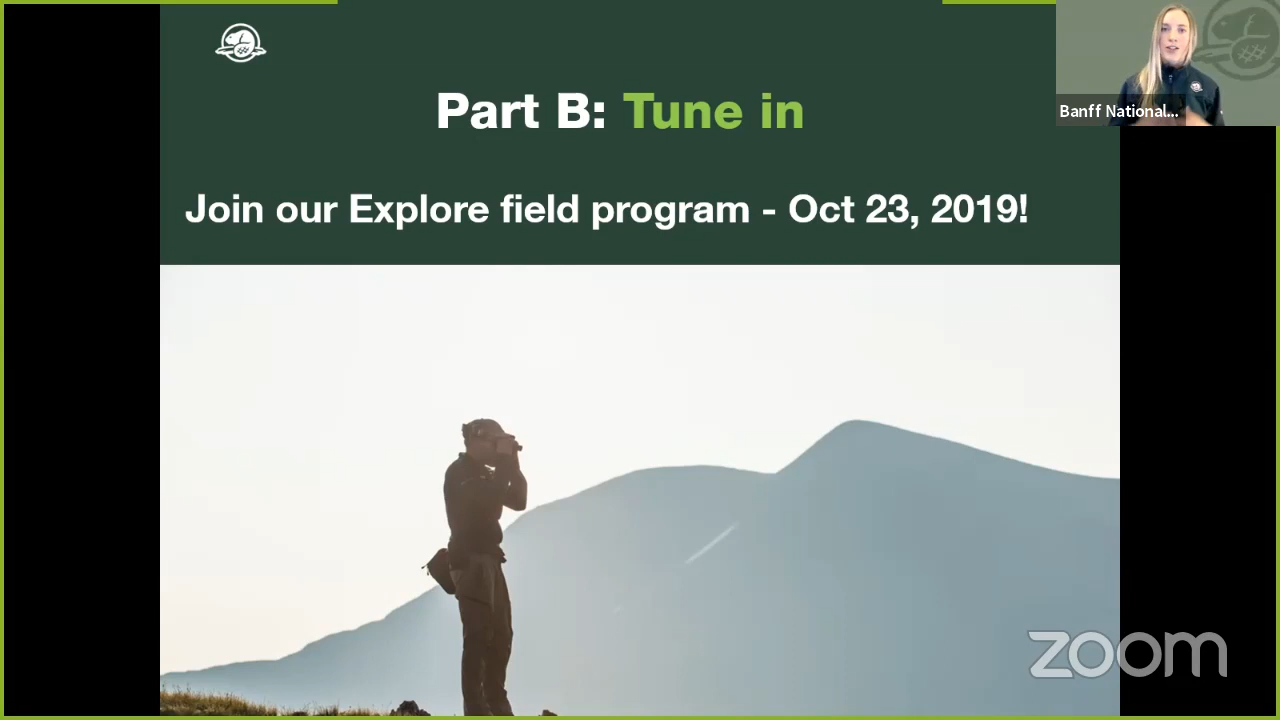 Part B: Tune in
Banff National...
Join our Explore field program - Oct 23, 2019!
zoom